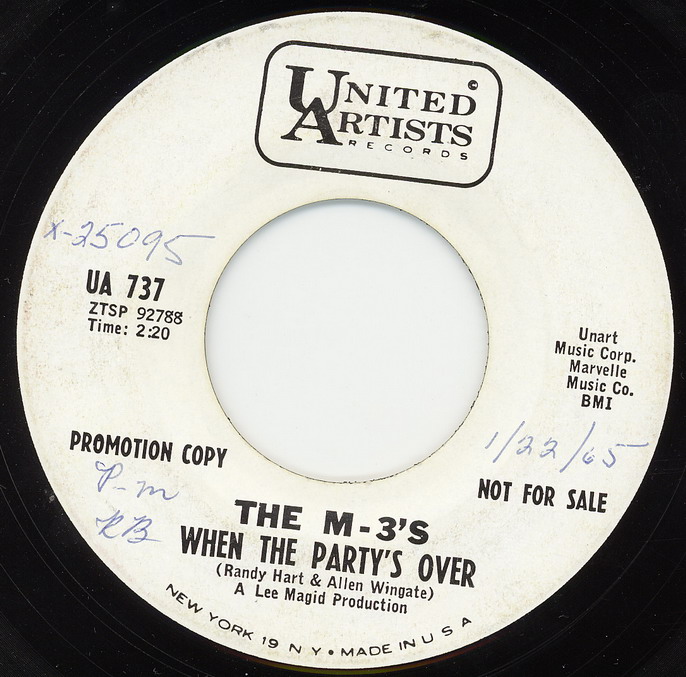 ©
UNITED
ARTISTS
RECORDS
x-25095
UA 737
ZTSP 92788
Time: 2:20
Unart
Music Corp.
Marvelle
Music Co.
BMI
PROMOTION COPY
P-m
RB
1/22/65
NOT FOR SALE
THE M-3'S
WHEN THE PARTY'S OVER
(Randy Hart & Allen Wingate)
A Lee Magid Production
NEW YORK 19 N Y • MADE IN U S A